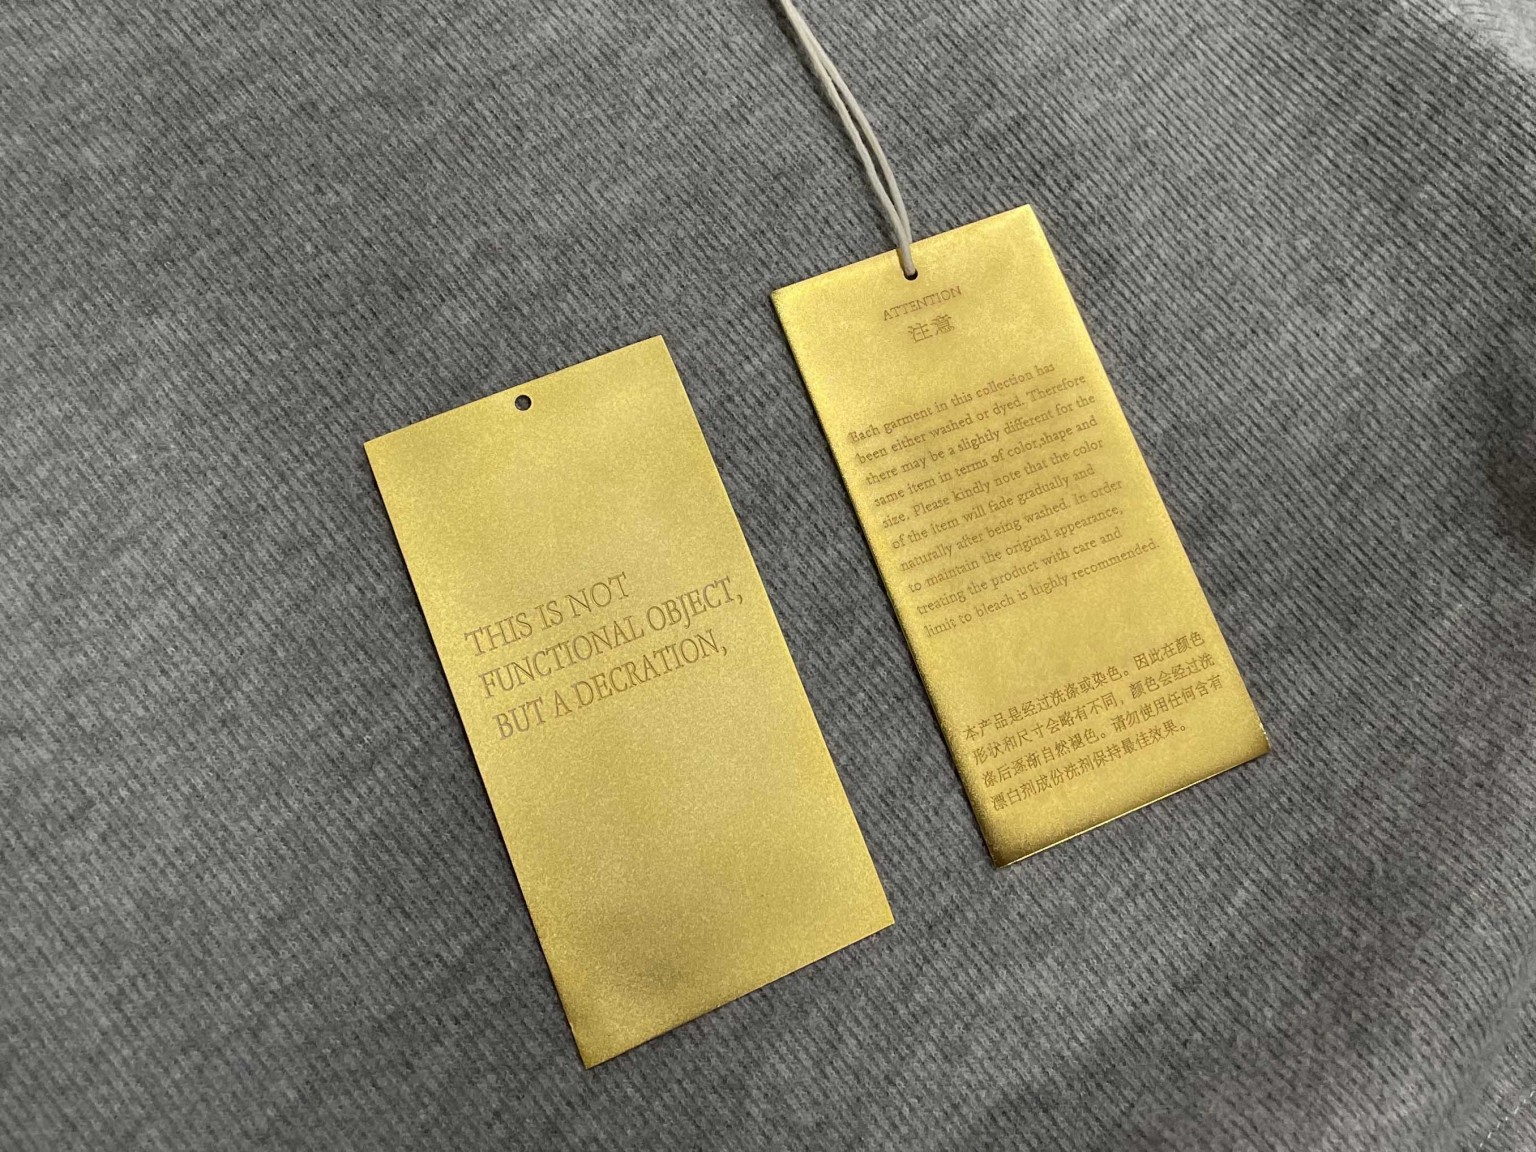 THIS IS NOT
FUNCTIONAL OBJECT,
BUT A DECRATION,
ATTENTION
注意
Each garment in this collection has
been either washed or dyed. Therefore
there may be a slightly different for the
same item in terms of color,shape and
size. Please kindly note that the color
of the item will fade gradually and
naturally after being washed. In order
to maintain the original appearance,
treating the product with care and
limit to bleach is highly recommended.
本产品是经过洗涤或染色。因此在颜色
形状和尺寸会略有不同，颜色会经过洗
涤后逐渐自然褪色。请勿使用任何含有
漂白剂成份洗剂保持最佳效果。